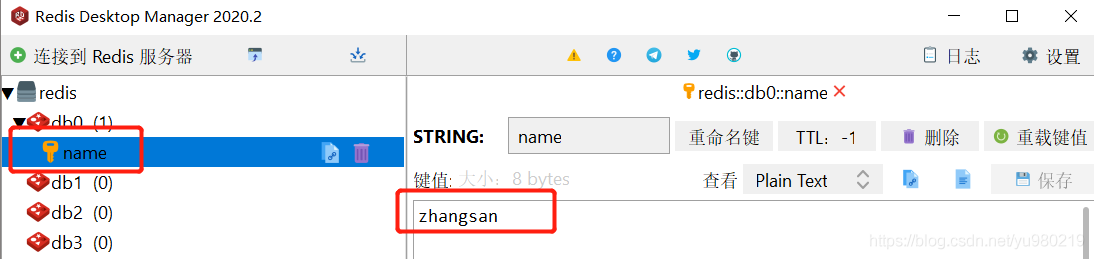 Redis Desktop Manager 2020.2
连接到 Redis 服务器
日志
设置
redis
db0 (1)
name
db1 (0)
db2 (0)
db3 (0)
redis::db0::name
STRING:
name
重命名键
TTL: -1
删除
重载键值
键值:
大小: 8 bytes
查看
Plain Text
保存
zhangsan
https://blog.csdn.net/yu980219